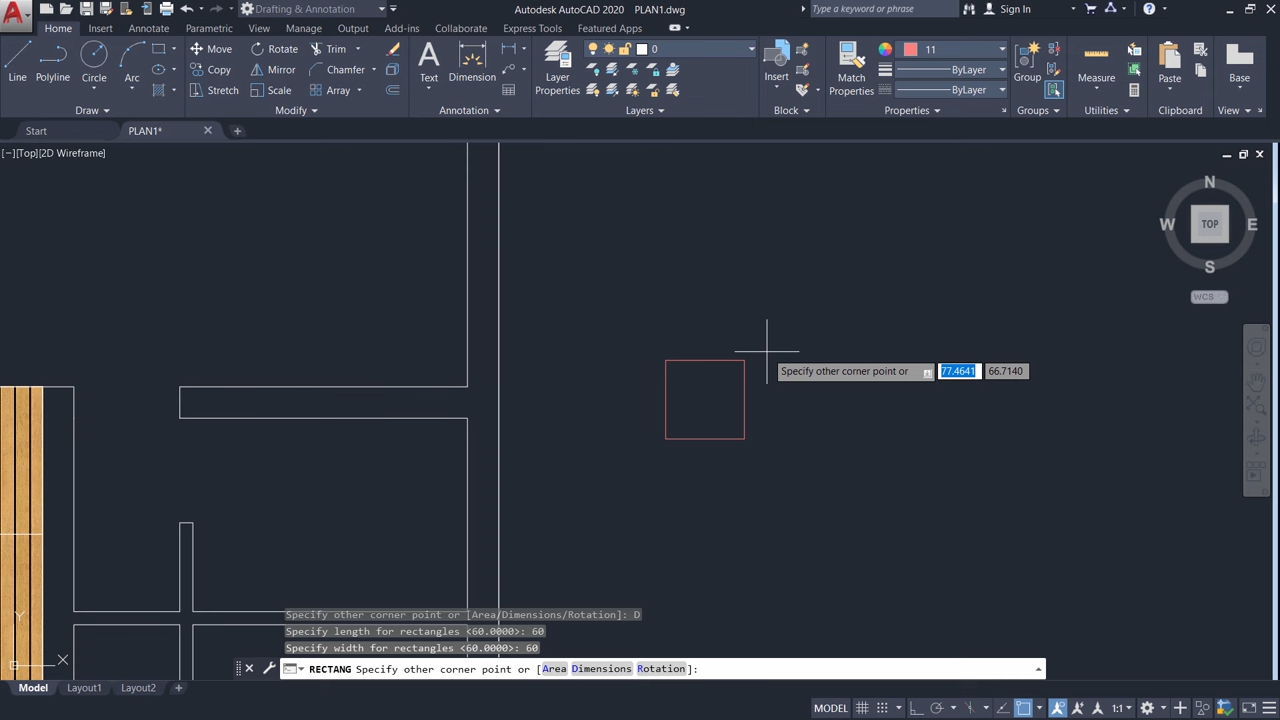 Drafting & Annotation
Autodesk AutoCAD 2020 PLAN1.dwg
Type a keyword or phrase
Sign In
Home Insert Annotate Parametric View Manage Output Add-ins Collaborate Express Tools Featured Apps
Line Polyline Circle Arc
Move Rotate Trim
Copy Mirror Chamfer
Stretch Scale Array
Text Dimension
Layer Properties
0
Insert
Match Properties
11
ByLayer
ByLayer
Group
Measure
Paste
Base
Draw Modify Annotation Layers Block Properties Groups Utilities Clipboard View
Start PLAN1*
[−][Top][2D Wireframe]
N
W TOP E
S
WCS
Specify other corner point or 77.4641 66.7140
Y
Specify other corner point or [Area/Dimensions/Rotation]: D
Specify length for rectangles <60.0000>: 60
Specify width for rectangles <60.0000>: 60
RECTANG Specify other corner point or [Area Dimensions Rotation]:
Model Layout1 Layout2
MODEL 1:1